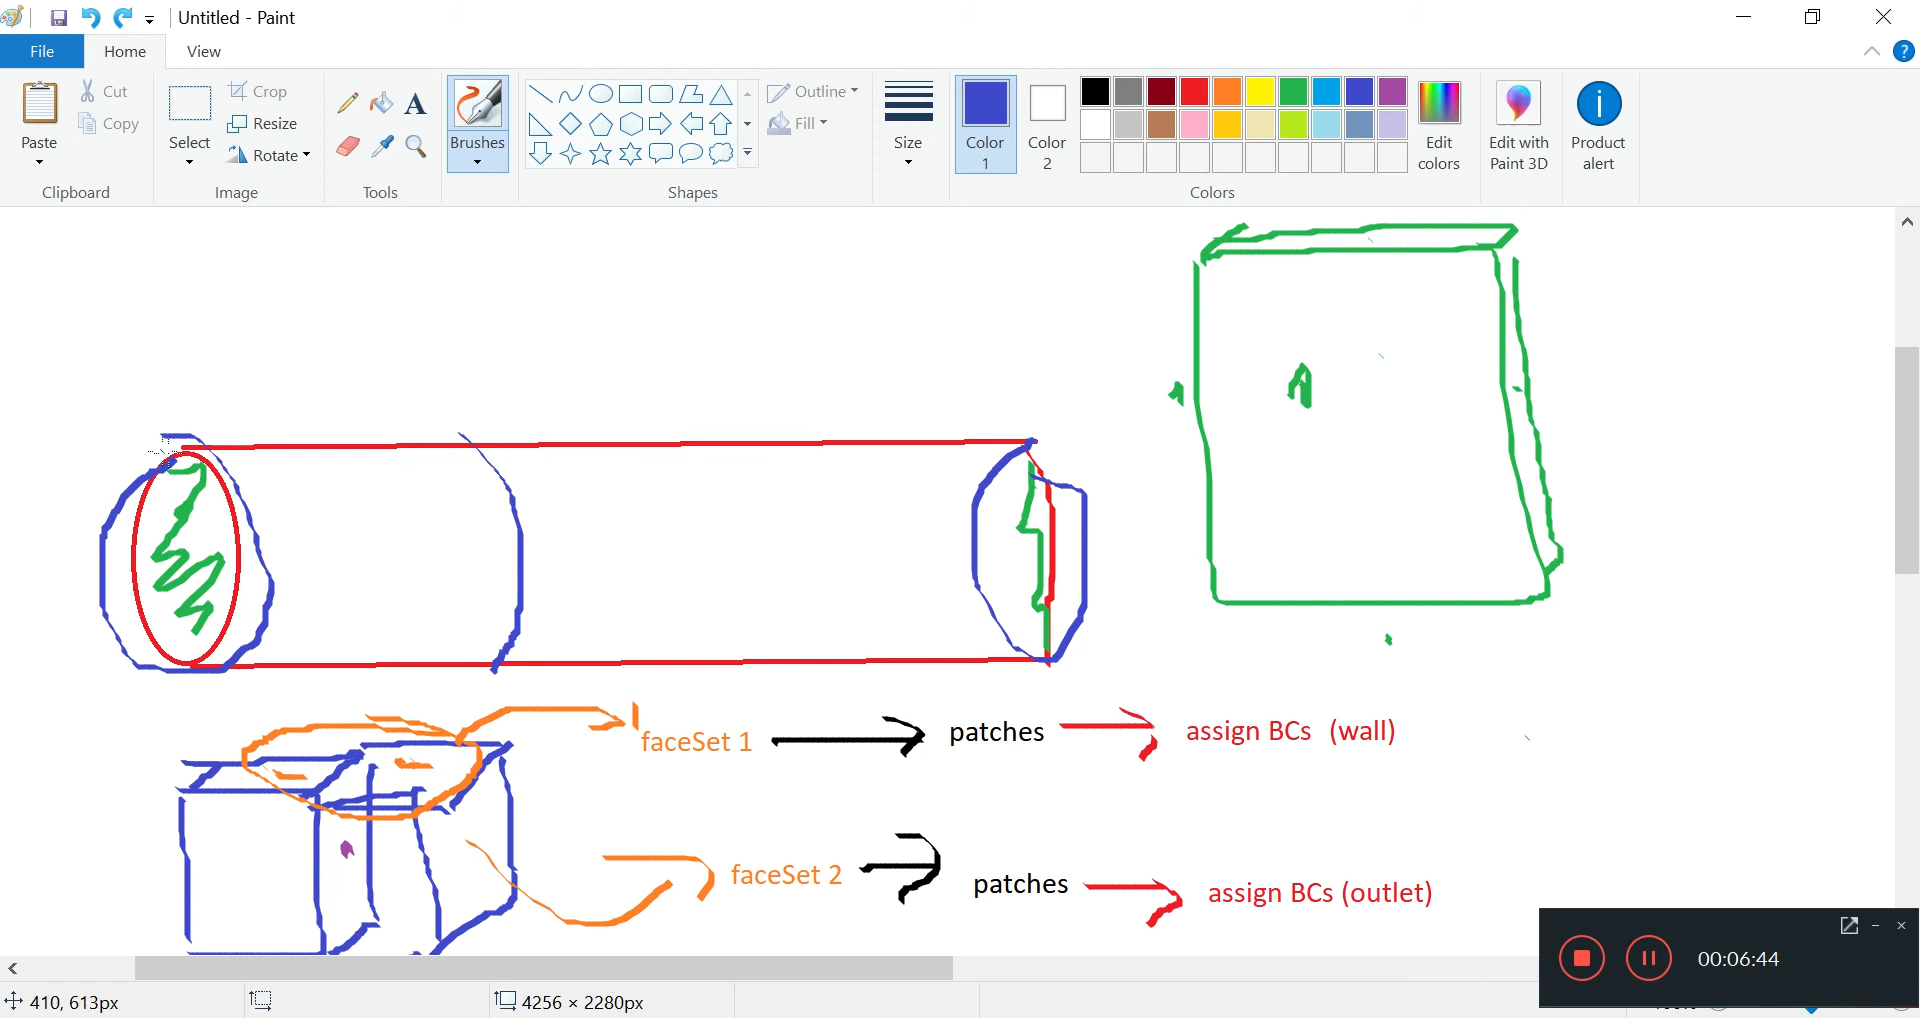 Untitled - Paint
File
Home
View
Paste
Cut
Copy
Clipboard
Select
Crop
Resize
Rotate
Image
A
Tools
Brushes
Outline
Fill
Shapes
Size
Color 1
Color 2
Edit colors
Colors
Edit with Paint 3D
Product alert
A
faceSet 1
patches
assign BCs (wall)
faceSet 2
patches
assign BCs (outlet)
00:06:44
410, 613px
4256 × 2280px